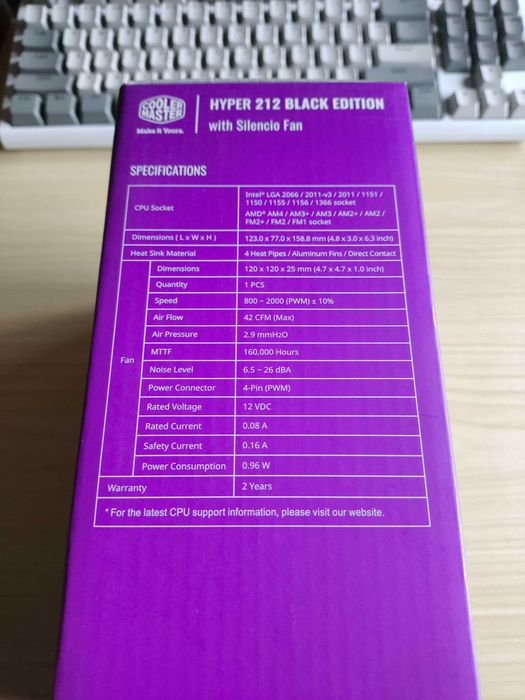 COOLER
MASTER
Make It Yours.
HYPER 212 BLACK EDITION
with Silencio Fan
SPECIFICATIONS
CPU Socket
Intel® LGA 2066 / 2011-v3 / 2011 / 1151 /
1150 / 1155 / 1156 / 1366 socket
AMD® AM4 / AM3+ / AM3 / AM2+ / AM2 /
FM2+ / FM2 / FM1 socket
Dimensions ( L x W x H ) 123.0 x 77.0 x 158.8 mm (4.8 x 3.0 x 6.3 inch)
Heat Sink Material 4 Heat Pipes / Aluminum Fins / Direct Contact
Fan
Dimensions 120 x 120 x 25 mm (4.7 x 4.7 x 1.0 inch)
Quantity 1 PCS
Speed 800 ~ 2000 (PWM) ± 10%
Air Flow 42 CFM (Max)
Air Pressure 2.9 mmH2O
MTTF 160,000 Hours
Noise Level 6.5 ~ 26 dBA
Power Connector 4-Pin (PWM)
Rated Voltage 12 VDC
Rated Current 0.08 A
Safety Current 0.16 A
Power Consumption 0.96 W
Warranty 2 Years
* For the latest CPU support information, please visit our website.